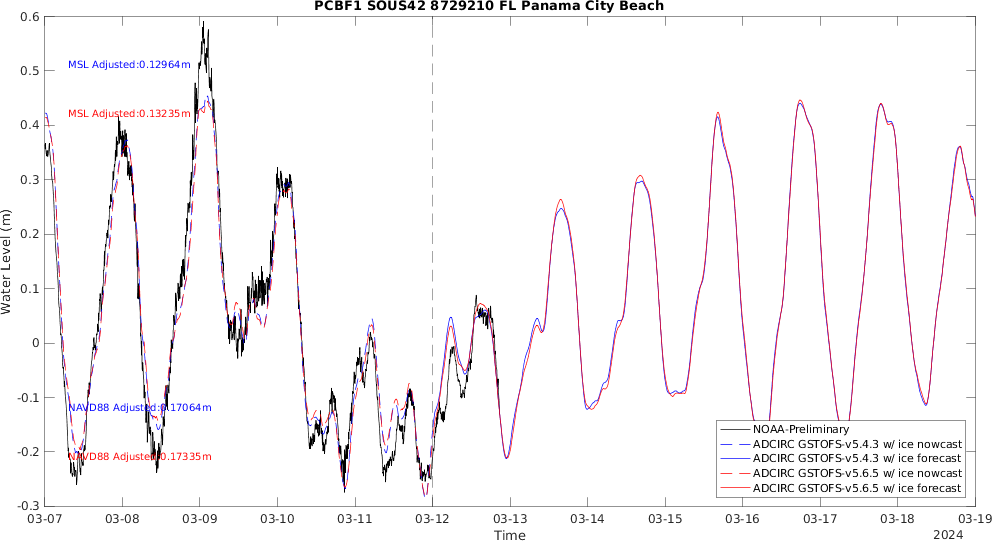 PCBF1 SOUS42 8729210 FL Panama City Beach
0.6
0.5
0.4
0.3
0.2
0.1
0
-0.1
-0.2
-0.3
Water Level (m)
MSL Adjusted:0.12964m
MSL Adjusted:0.13235m
NAVD88 Adjusted:0.17064m
NAVD88 Adjusted:0.17335m
NOAA-Preliminary
ADCIRC GSTOFS-v5.4.3 w/ ice nowcast
ADCIRC GSTOFS-v5.4.3 w/ ice forecast
ADCIRC GSTOFS-v5.6.5 w/ ice nowcast
ADCIRC GSTOFS-v5.6.5 w/ ice forecast
03-07 03-08 03-09 03-10 03-11 03-12 03-13 03-14 03-15 03-16 03-17 03-18 03-19
Time
2024